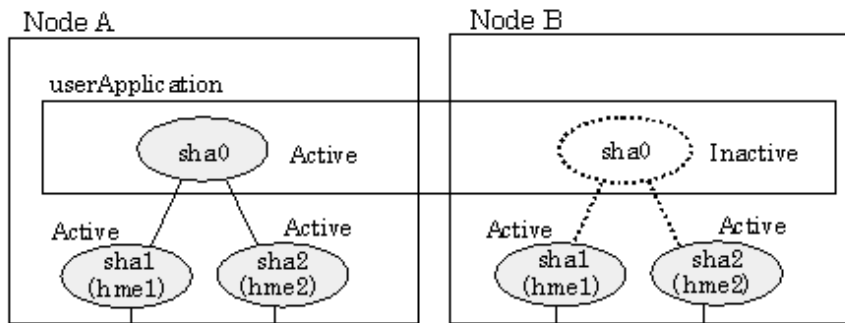 Node A
Node B
userApplication
sha0
Active
sha0
Inactive
Active
Active
Active
Active
sha1
(hme1)
sha2
(hme2)
sha1
(hme1)
sha2
(hme2)